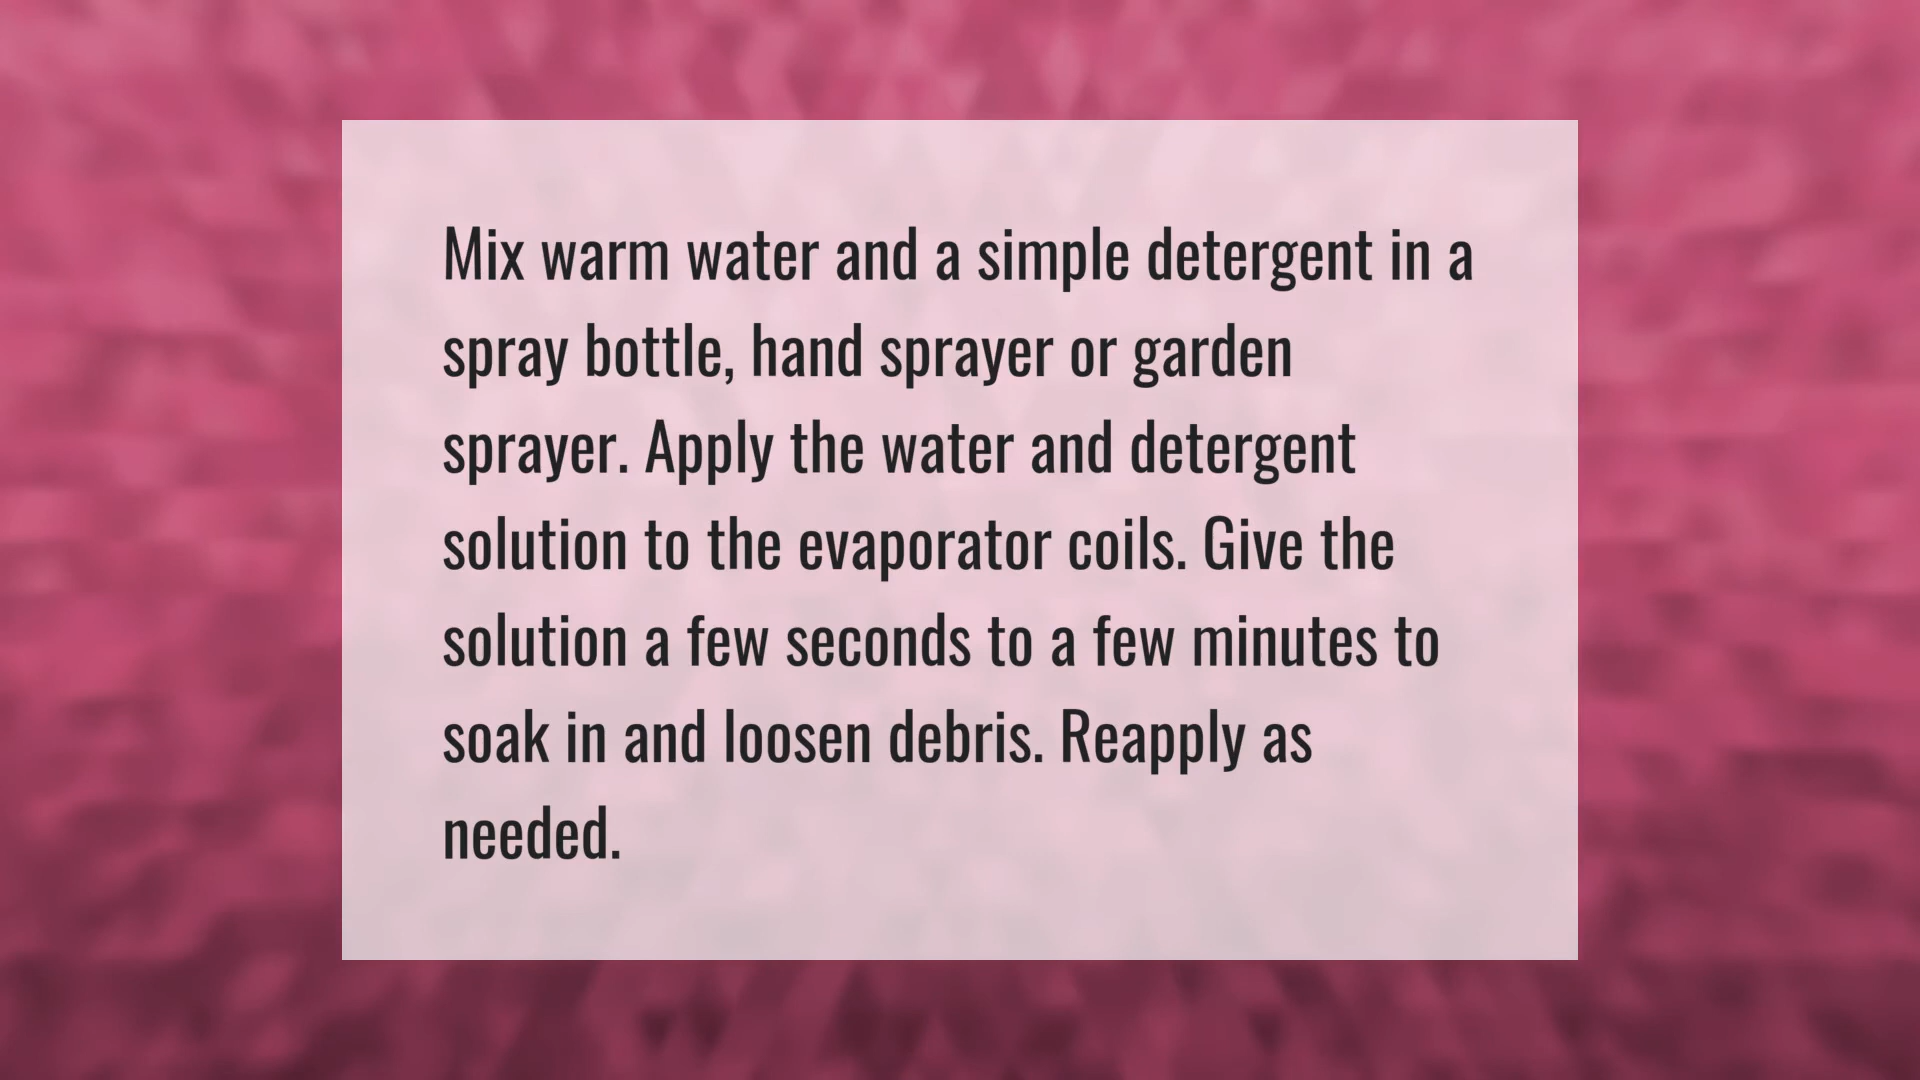 Mix warm water and a simple detergent in a
spray bottle, hand sprayer or garden
sprayer. Apply the water and detergent
solution to the evaporator coils. Give the
solution a few seconds to a few minutes to
soak in and loosen debris. Reapply as
needed.